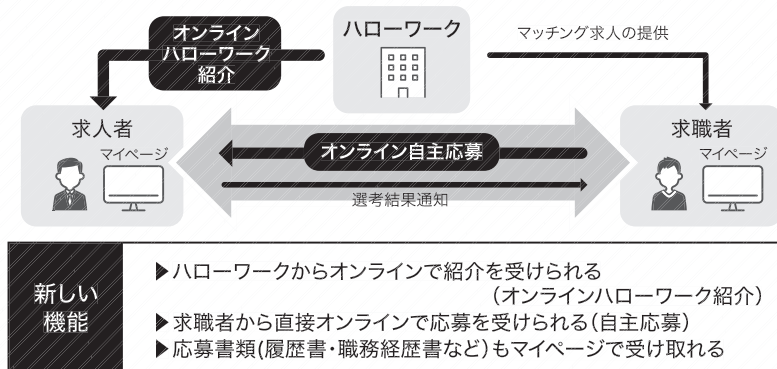 オンライン
ハローワーク
紹介
ハローワーク
マッチング求人の提供
求人者
マイページ
オンライン自主応募
選考結果通知
求職者
マイページ
新しい
機能
▶ハローワークからオンラインで紹介を受けられる
（オンラインハローワーク紹介）
▶求職者から直接オンラインで応募を受けられる（自主応募）
▶応募書類(履歴書・職務経歴書など)もマイページで受け取れる